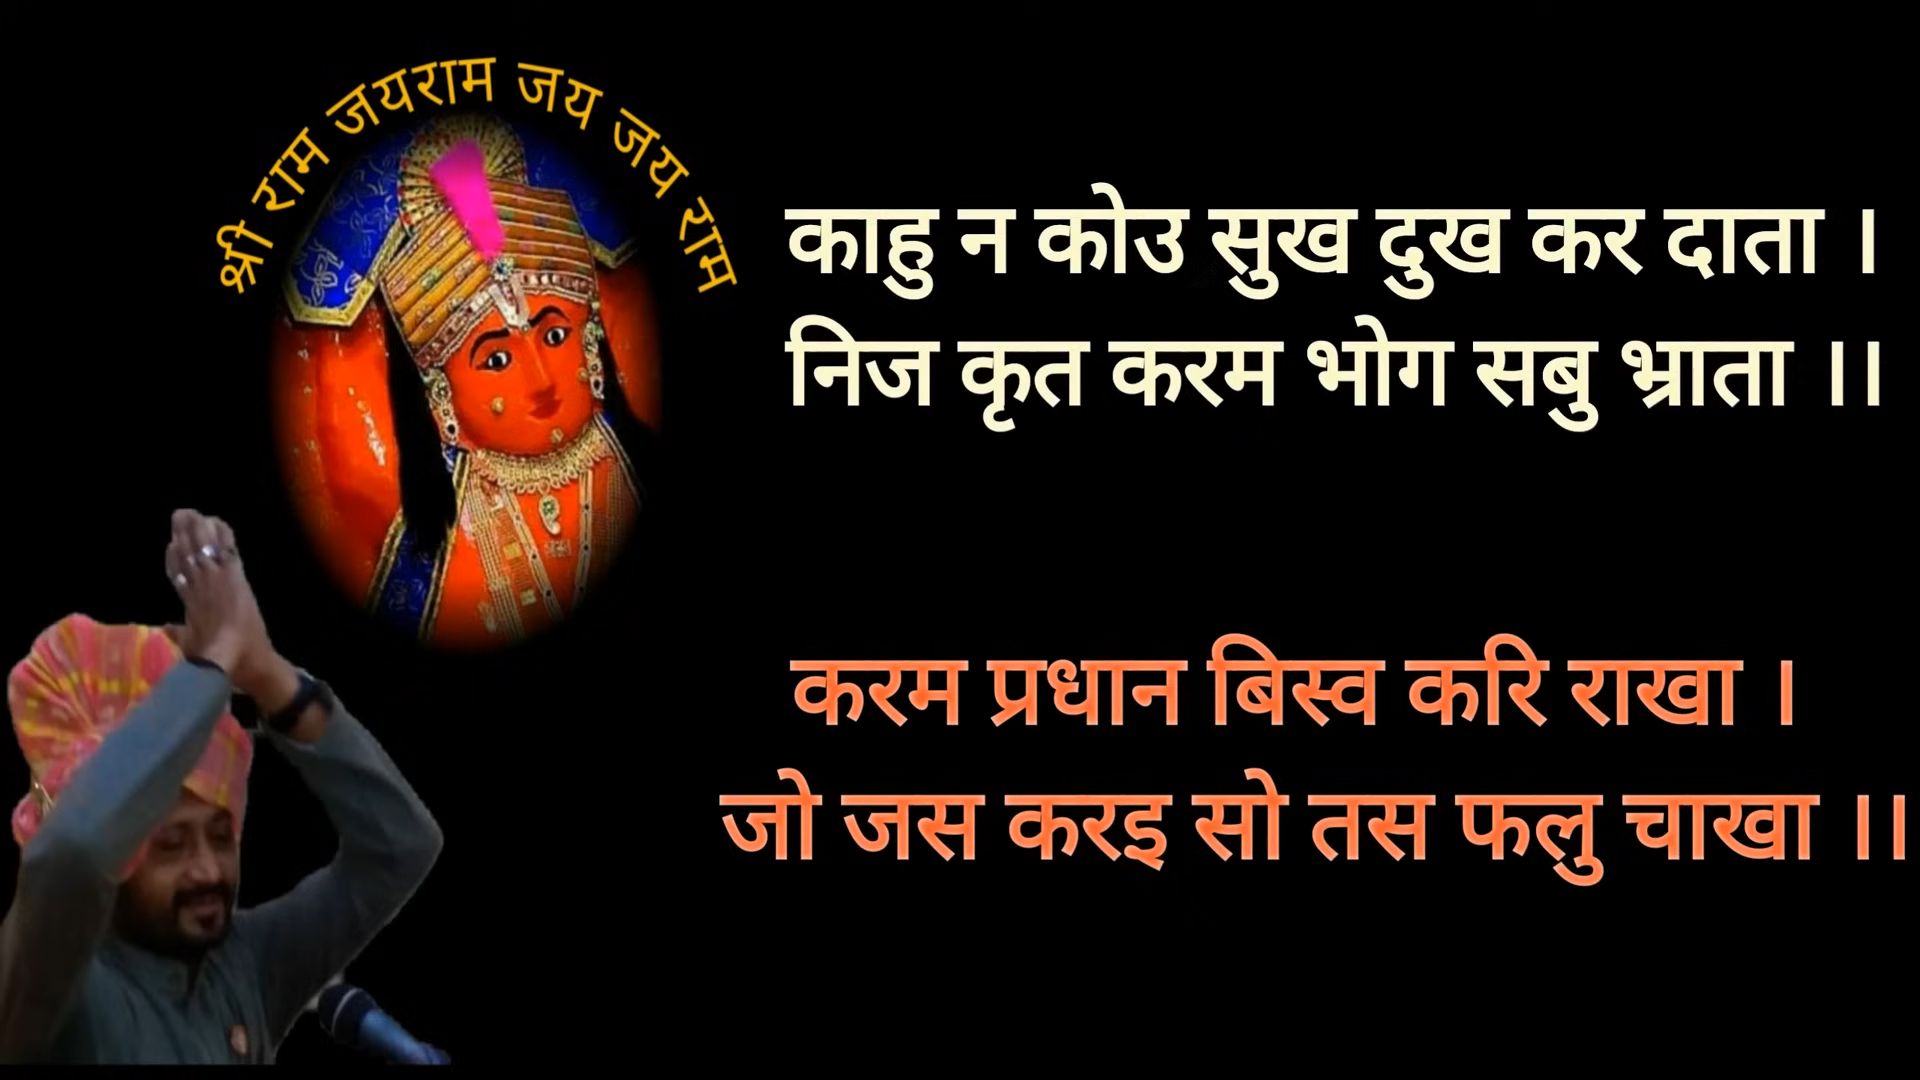 श्री राम जयराम जय जय राम
काहु न कोउ सुख दुख कर दाता ।
निज कृत करम भोग सबु भ्राता ।।
करम प्रधान बिस्व करि राखा ।
जो जस करइ सो तस फलु चाखा ।।